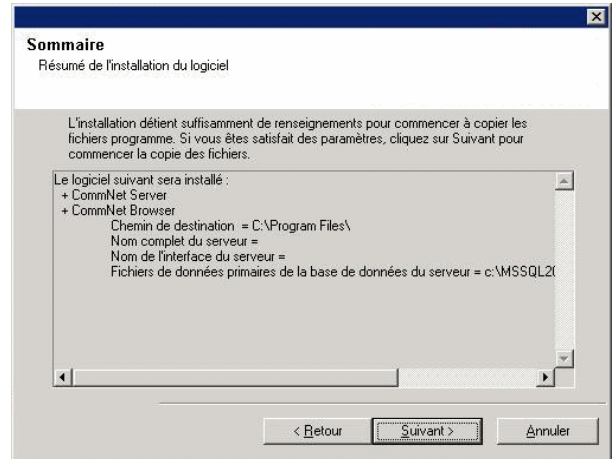 Sommaire
Résumé de l'installation du logiciel
L'installation détient suffisamment de renseignements pour commencer à copier les
fichiers programme. Si vous êtes satisfait des paramètres, cliquez sur Suivant pour
commencer la copie des fichiers.
Le logiciel suivant sera installé :
+ CommNet Server
+ CommNet Browser
Chemin de destination = C:\Program Files\
Nom complet du serveur =
Nom de l'interface du serveur =
Fichiers de données primaires de la base de données du serveur = c:\MSSQL20
< Retour
Suivant >
Annuler